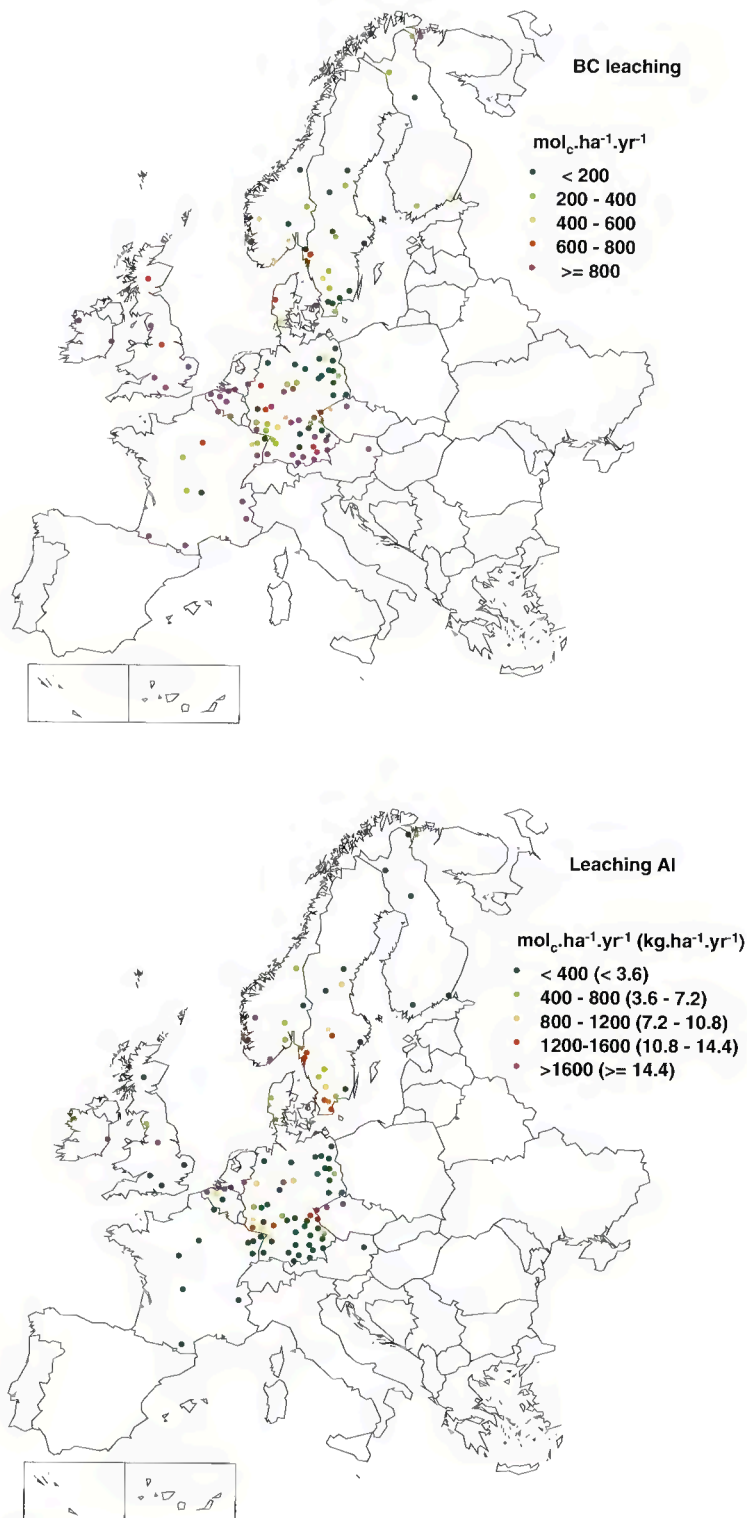 BC leaching
mol_c.ha⁻¹.yr⁻¹
< 200
200 - 400
400 - 600
600 - 800
>= 800
Leaching Al
mol_c.ha⁻¹.yr⁻¹ (kg.ha⁻¹.yr⁻¹)
< 400 (< 3.6)
400 - 800 (3.6 - 7.2)
800 - 1200 (7.2 - 10.8)
1200-1600 (10.8 - 14.4)
>1600 (>= 14.4)